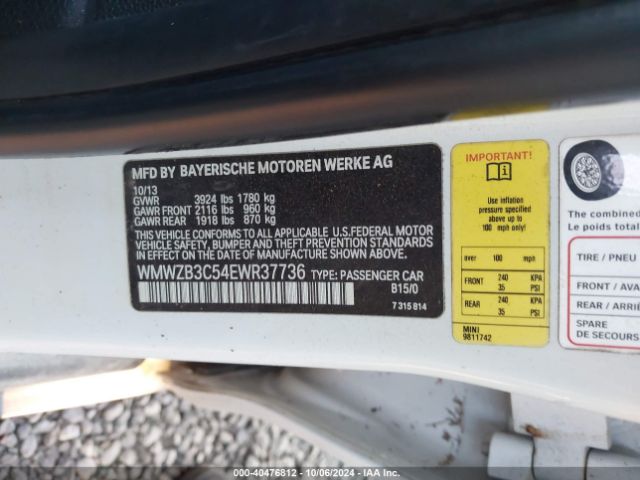 MFD BY BAYERISCHE MOTOREN WERKE AG
10/13
GVWR 3924 lbs 1780 kg
GAWR FRONT 2116 lbs 960 kg
GAWR REAR 1918 lbs 870 kg
THIS VEHICLE CONFORMS TO ALL APPLICABLE U.S.FEDERAL MOTOR
VEHICLE SAFETY, BUMPER AND THEFT PREVENTION STANDARDS
IN EFFECT ON THE DATE OF MANUFACTURE SHOWN ABOVE.
WMWZB3C54EWR37736 TYPE: PASSENGER CAR
B15/0
7 315 814
IMPORTANT!
Use inflation
pressure specified
for up to
100 mph only!
over 100 mph
FRONT 240 KPA
35 PSI
REAR 240 KPA
35 PSI
MINI
9811742
The combined
Le poids total
TIRE / PNEU
FRONT / AVA
REAR / ARRIÈ
SPARE
DE SECOURS
000-40476812 - 10/06/2024 - IAA Inc.